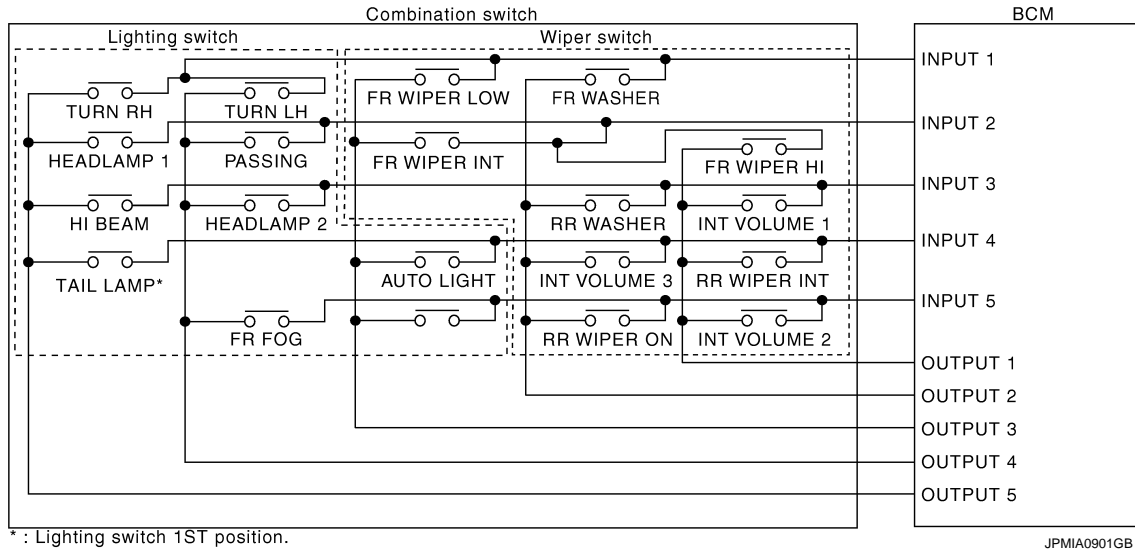 Combination switch
BCM
Lighting switch
Wiper switch
INPUT 1
TURN RH
TURN LH
FR WIPER LOW
FR WASHER
INPUT 2
HEADLAMP 1
PASSING
FR WIPER INT
FR WIPER HI
INPUT 3
HI BEAM
HEADLAMP 2
RR WASHER
INT VOLUME 1
INPUT 4
TAIL LAMP*
AUTO LIGHT
INT VOLUME 3
RR WIPER INT
INPUT 5
FR FOG
RR WIPER ON
INT VOLUME 2
OUTPUT 1
OUTPUT 2
OUTPUT 3
OUTPUT 4
OUTPUT 5
* : Lighting switch 1ST position.
JPMIA0901GB